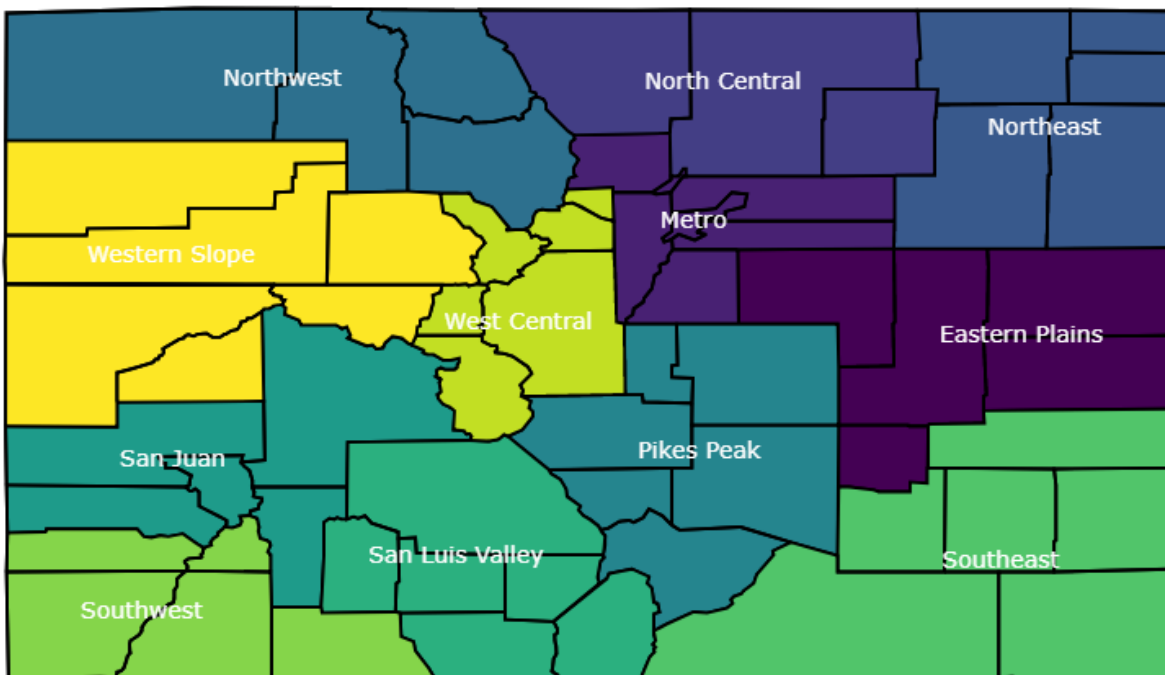 Northwest
North Central
Northeast
Metro
Western Slope
West Central
Eastern Plains
San Juan
Pikes Peak
San Luis Valley
Southeast
Southwest